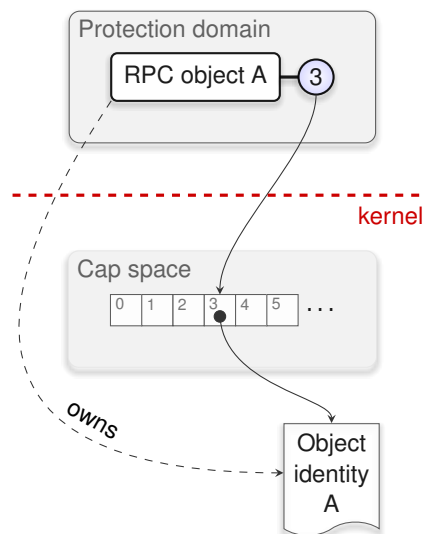 Protection domain
RPC object A 3
kernel
Cap space
0 1 2 3 4 5 ...
owns
Object
identity
A